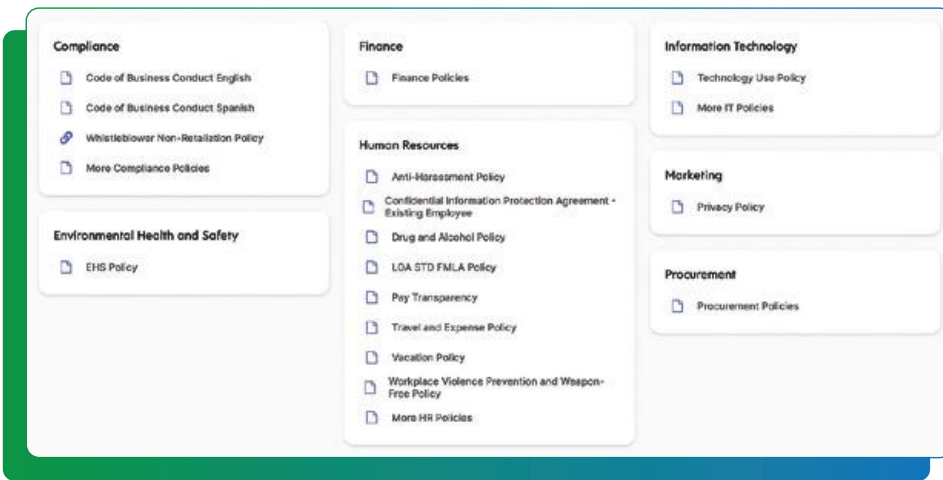 Compliance
Code of Business Conduct English
Code of Business Conduct Spanish
Whistleblower Non-Retaliation Policy
More Compliance Policies
Environmental Health and Safety
EHS Policy
Finance
Finance Policies
Human Resources
Anti-Harassment Policy
Confidential Information Protection Agreement -
Existing Employee
Drug and Alcohol Policy
LOA STD FMLA Policy
Pay Transparency
Travel and Expense Policy
Vacation Policy
Workplace Violence Prevention and Weapon-
Free Policy
More HR Policies
Information Technology
Technology Use Policy
More IT Policies
Marketing
Privacy Policy
Procurement
Procurement Policies